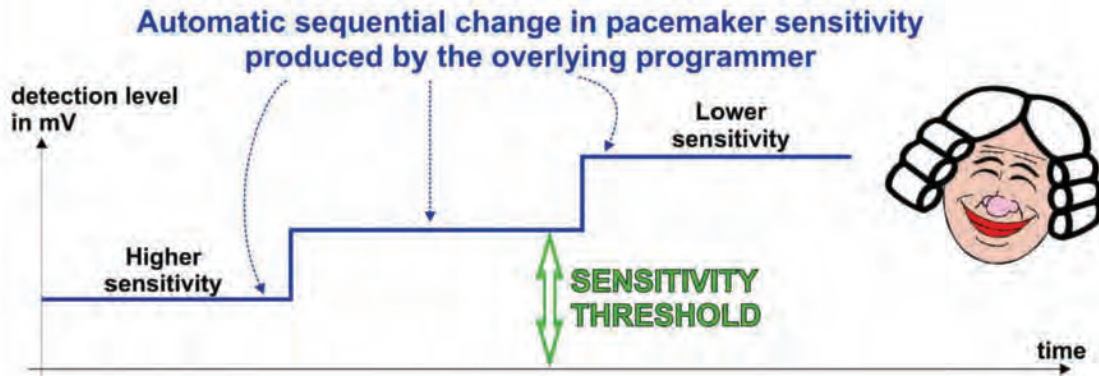 Automatic sequential change in pacemaker sensitivity
produced by the overlying programmer
detection level
in mV
Lower
sensitivity
Higher
sensitivity
SENSITIVITY
THRESHOLD
time